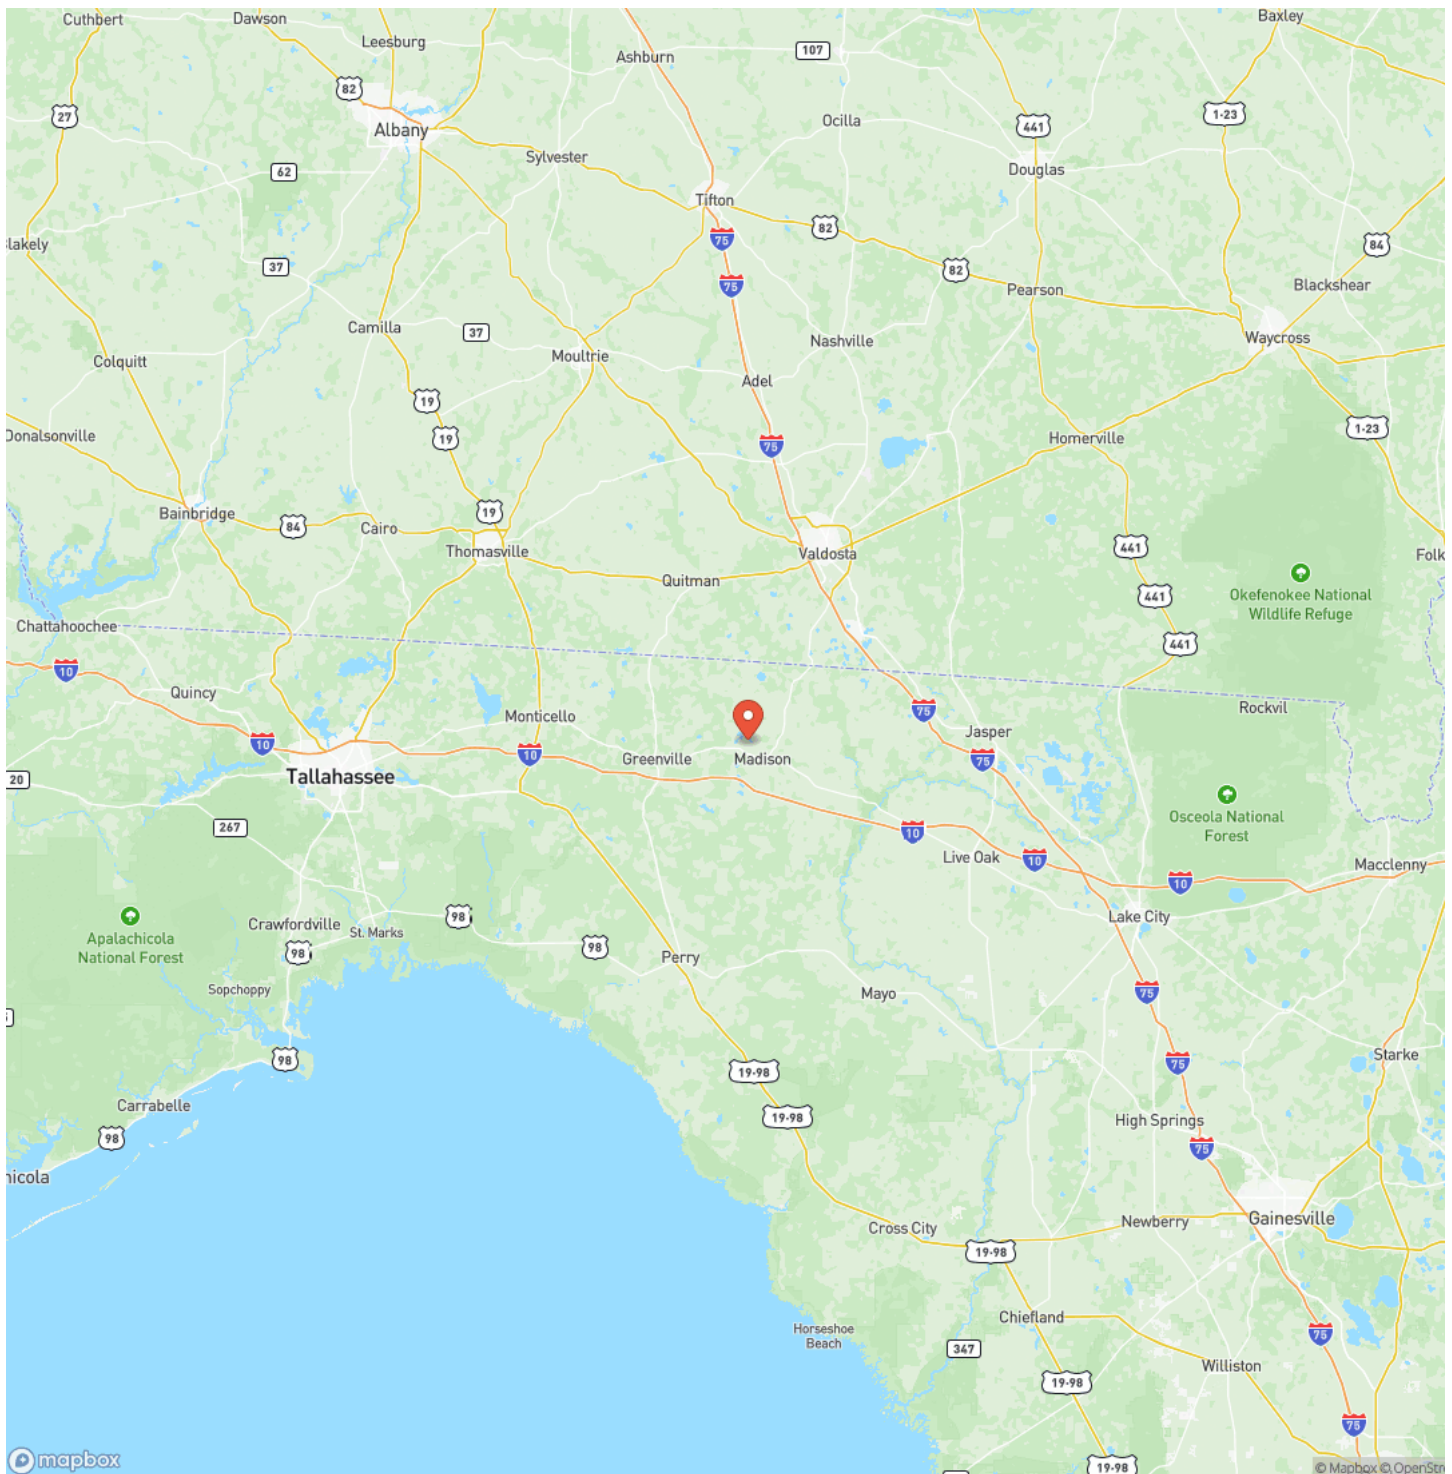 Cuthbert
Dawson
Leesburg
Baxley
Ashburn
107
82
27
Albany
Ocilla
441
1-23
Sylvester
Douglas
62
Tifton
82
75
84
lakely
37
82
75
Blackshear
Pearson
Camilla
37
Nashville
Waycross
Colquitt
Moultrie
Adel
19
Donalsonville
19
75
Homerville
1-23
Bainbridge
84
Cairo
19
Thomasville
Valdosta
441
Folk
Quitman
441
Okefenokee National
Wildlife Refuge
Chattahoochee
441
10
Quincy
Monticello
75
Rockvil
Jasper
10
10
Greenville
Madison
75
20
Tallahassee
Osceola National
Forest
267
10
Live Oak
10
Macclenny
10
Apalachicola
National Forest
Crawfordville
St. Marks
98
Lake City
98
98
Perry
Sopchoppy
Mayo
75
98
19-98
75
Starke
Carrabelle
19-98
98
High Springs
75
nicola
Cross City
Newberry
Gainesville
19-98
Chiefland
Horseshoe
Beach
75
347
Williston
19-98
75
mapbox
19-98
© Mapbox © OpenStre